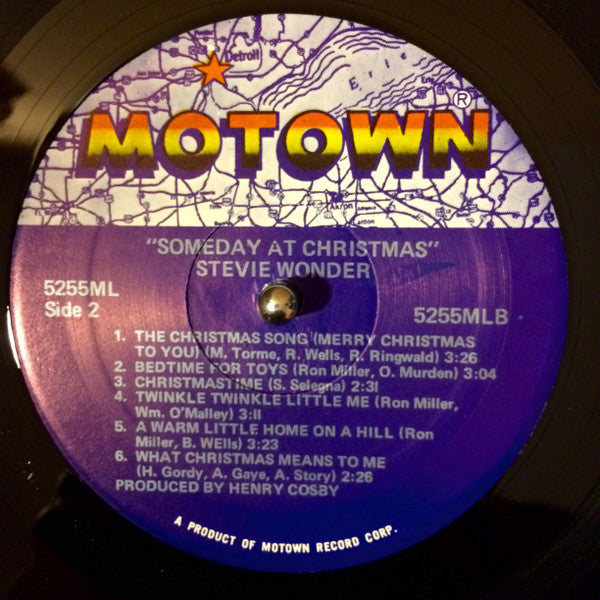 Detroit
Erie
MOTOWN®
Akron
"SOMEDAY AT CHRISTMAS"
STEVIE WONDER
5255ML
Side 2
5255MLB
1. THE CHRISTMAS SONG (MERRY CHRISTMAS
TO YOU) (M. Torme, R. Wells, R. Ringwald) 3:26
2. BEDTIME FOR TOYS (Ron Miller, O. Murden) 3:04
3. CHRISTMASTIME (S. Selegna) 2:31
4. TWINKLE TWINKLE LITTLE ME (Ron Miller,
Wm. O'Malley) 3:11
5. A WARM LITTLE HOME ON A HILL (Ron
Miller, B. WEllS) 3:23
6. WHAT CHRISTMAS MEANS TO ME
(H. Gordy, A. Gaye, A. Story) 2:26
PRODUCED BY HENRY COSBY
A PRODUCT OF MOTOWN RECORD CORP.